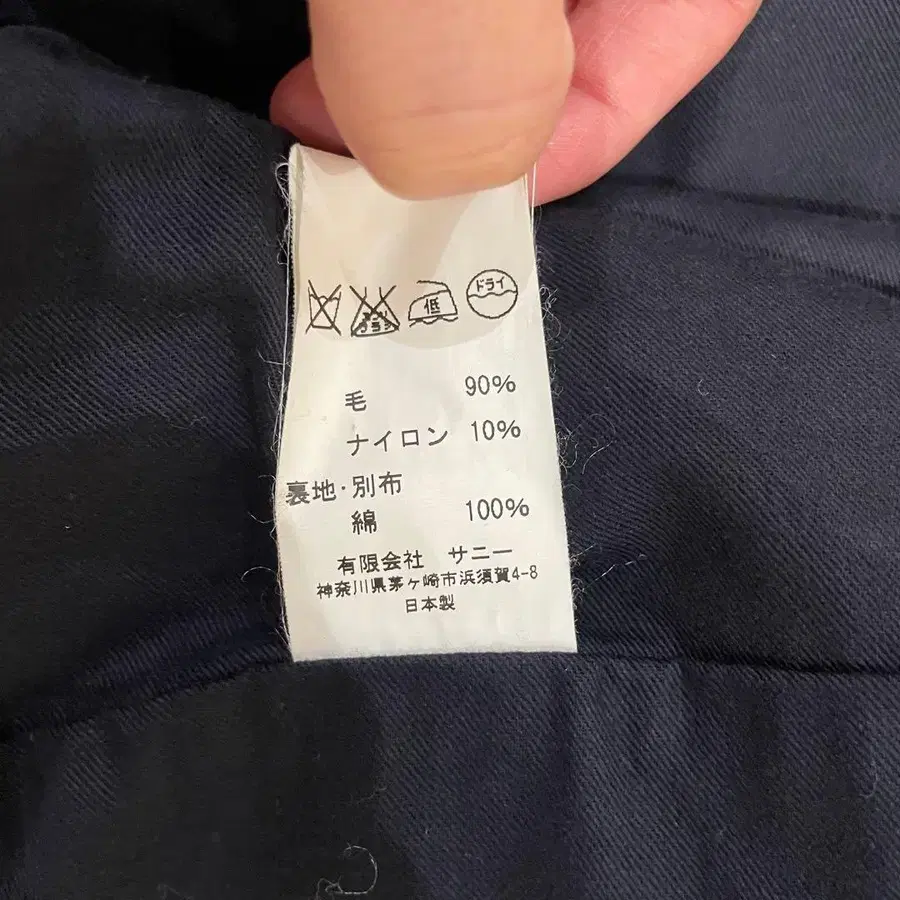 低 ドライ
毛 90%
ナイロン 10%
裏地・別布
綿 100%
有限会社 サニー
神奈川県茅ヶ崎市浜須賀4-8
日本製